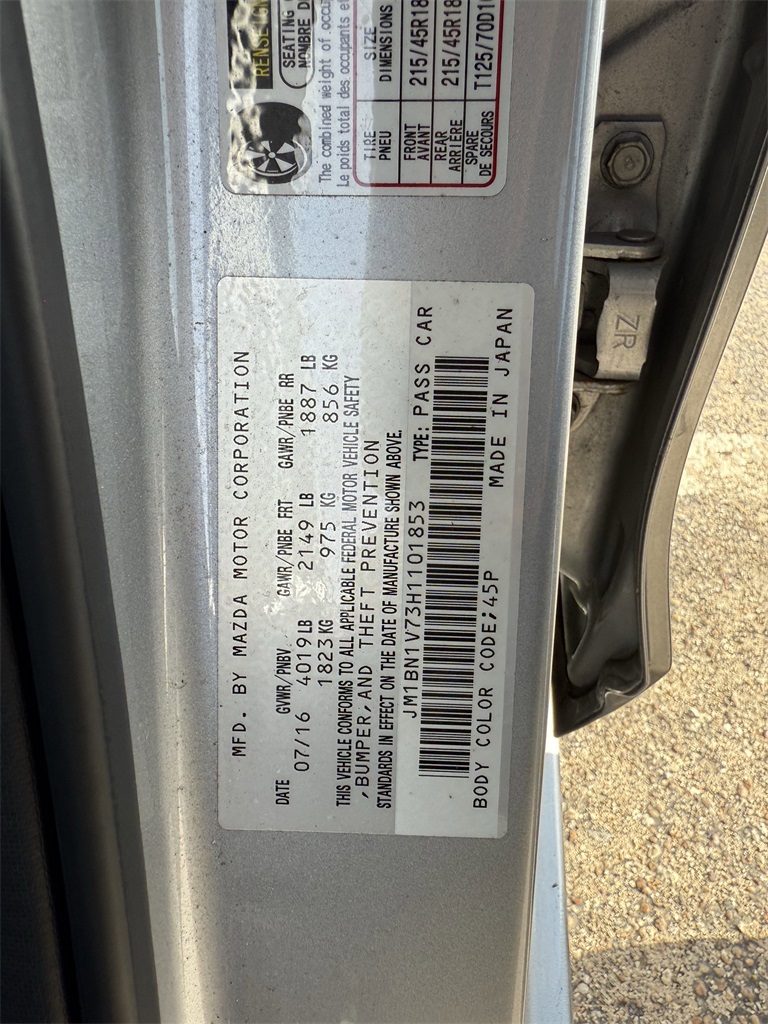 MFD. BY MAZDA MOTOR CORPORATION
DATE GVWR/PNBV GAWR/PNBE FRT GAWR/PNBE RR
07/16 4019LB 2149 LB 1887 LB
1823KG 975 KG 856 KG
THIS VEHICLE CONFORMS TO ALL APPLICABLE FEDERAL MOTOR VEHICLE SAFETY
,BUMPER,AND THEFT PREVENTION
STANDARDS IN EFFECT ON THE DATE OF MANUFACTURE SHOWN ABOVE.
JM1BN1V73H1101853 TYPE: PASS CAR
BODY COLOR CODE;45P MADE IN JAPAN
SEATING
NOMBRE
The combined weight of
Le poids total des occupants
TIRE SIZE
PNEU DIMENSIONS
FRONT
AVANT 215/45R18
REAR
ARRIÈRE 215/45R18
SPARE
DE SECOURS T125/70D1
ZR